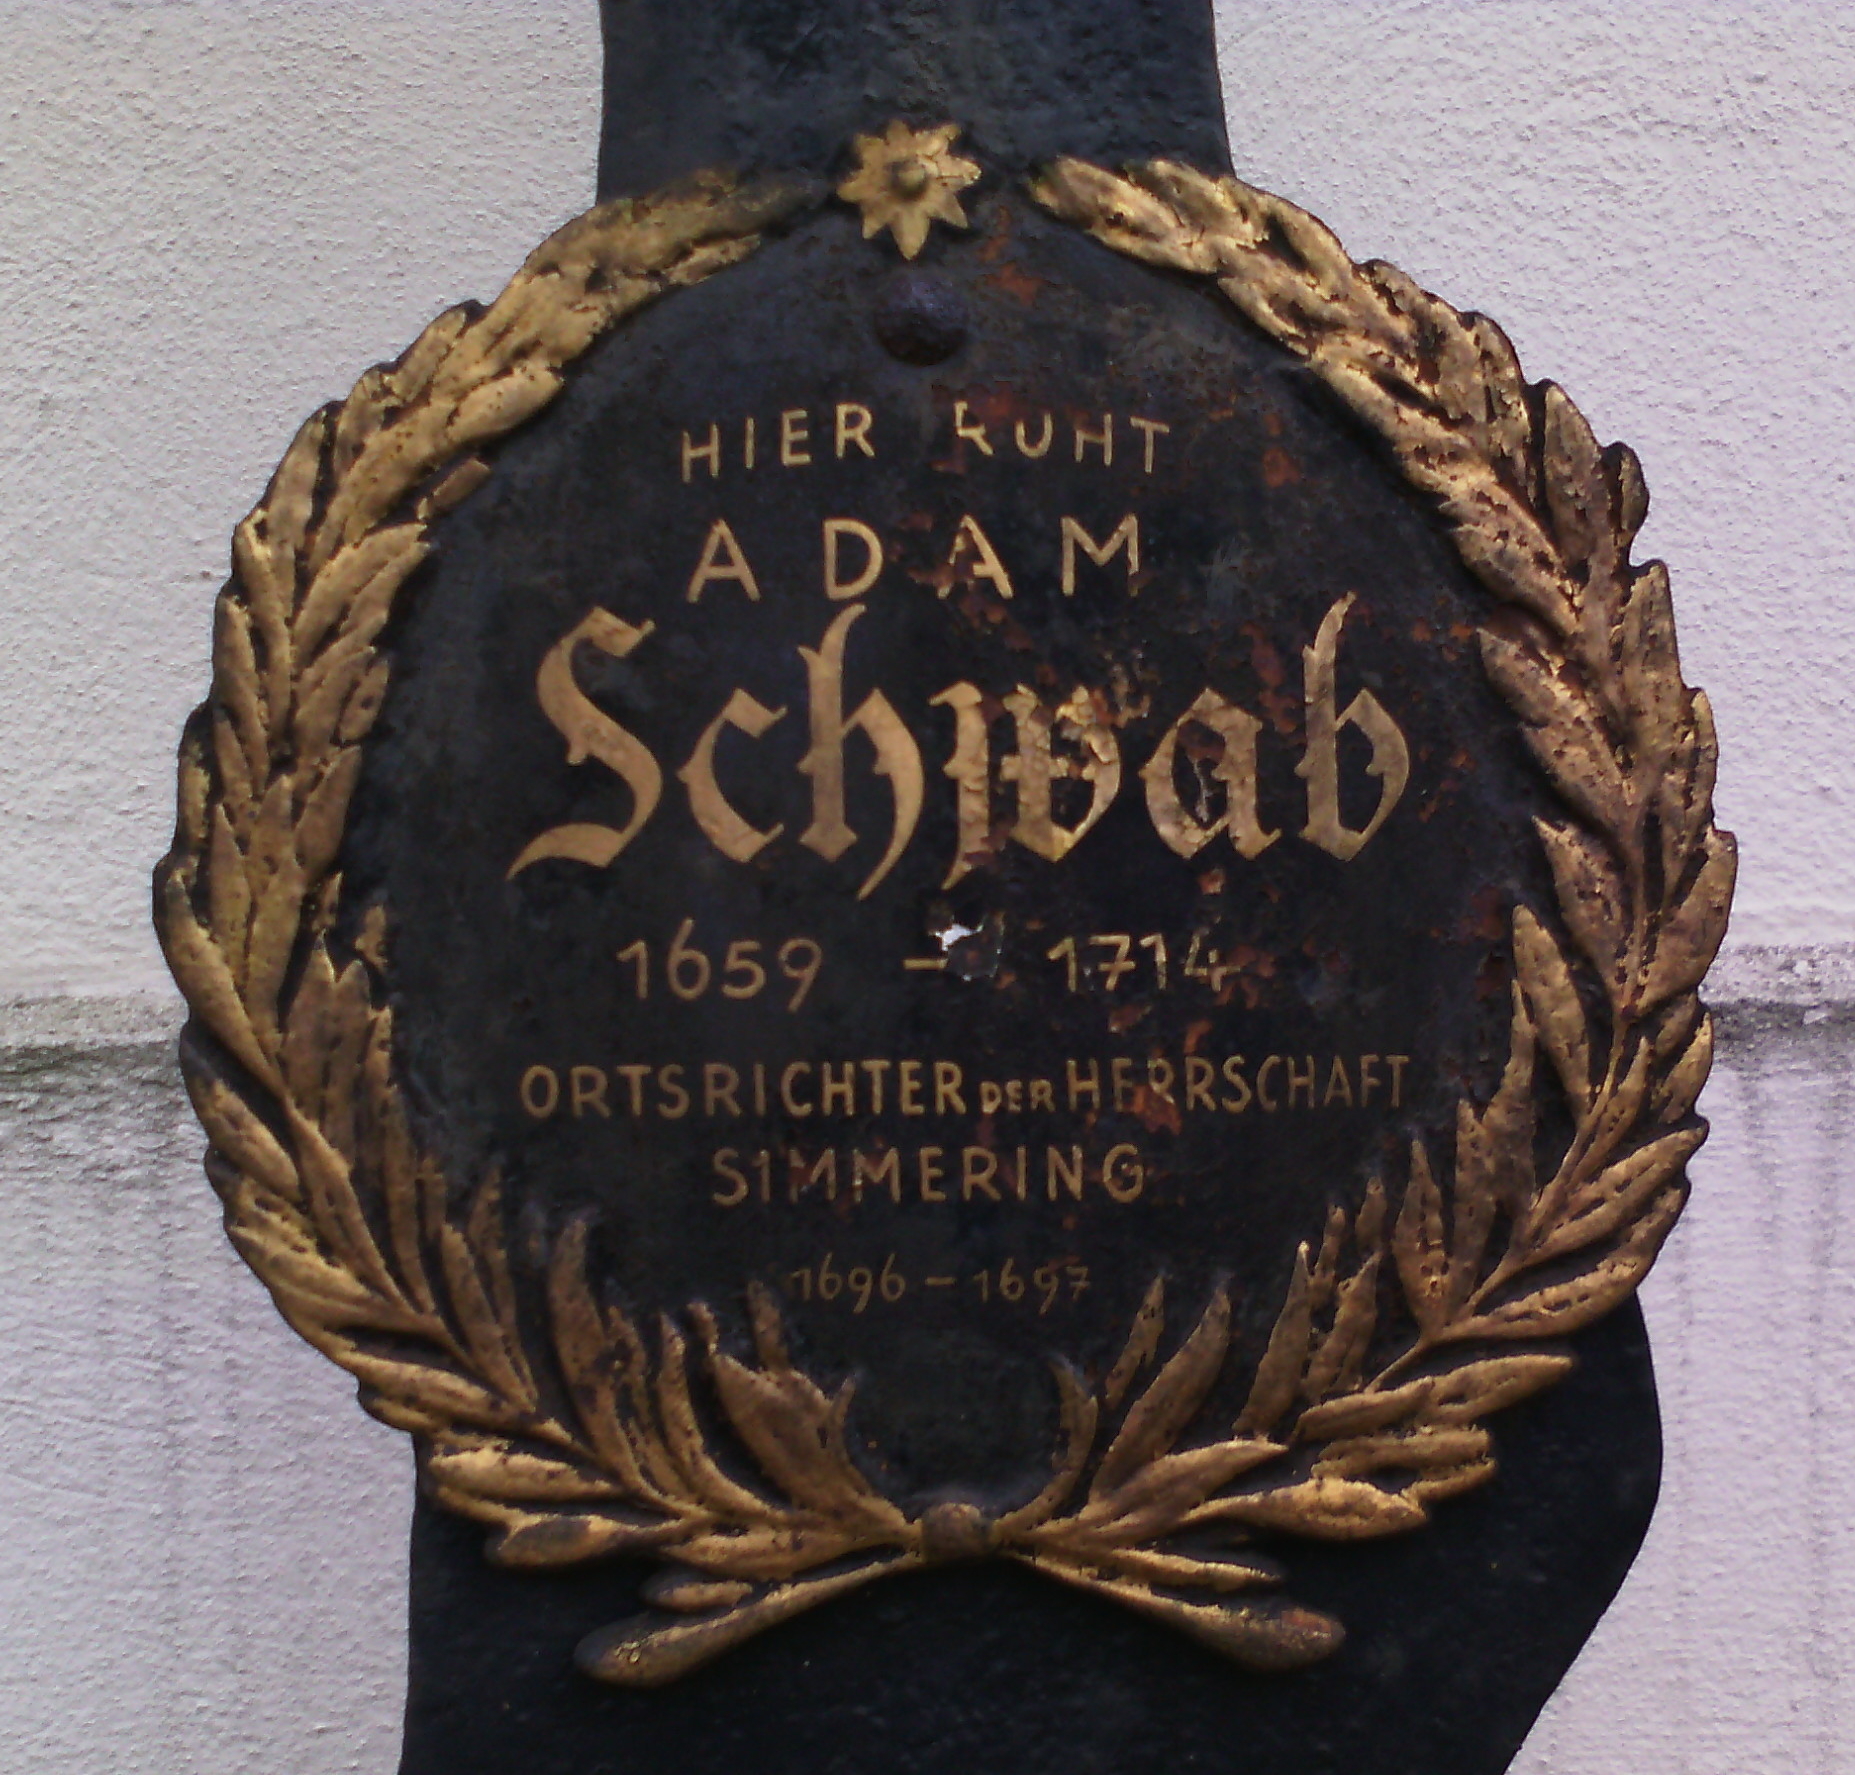 HIER RUHT
ADAM
Schwab
1659 - 1714
ORTSRICHTER DER HERRSCHAFT
SIMMERING
1696 - 1697